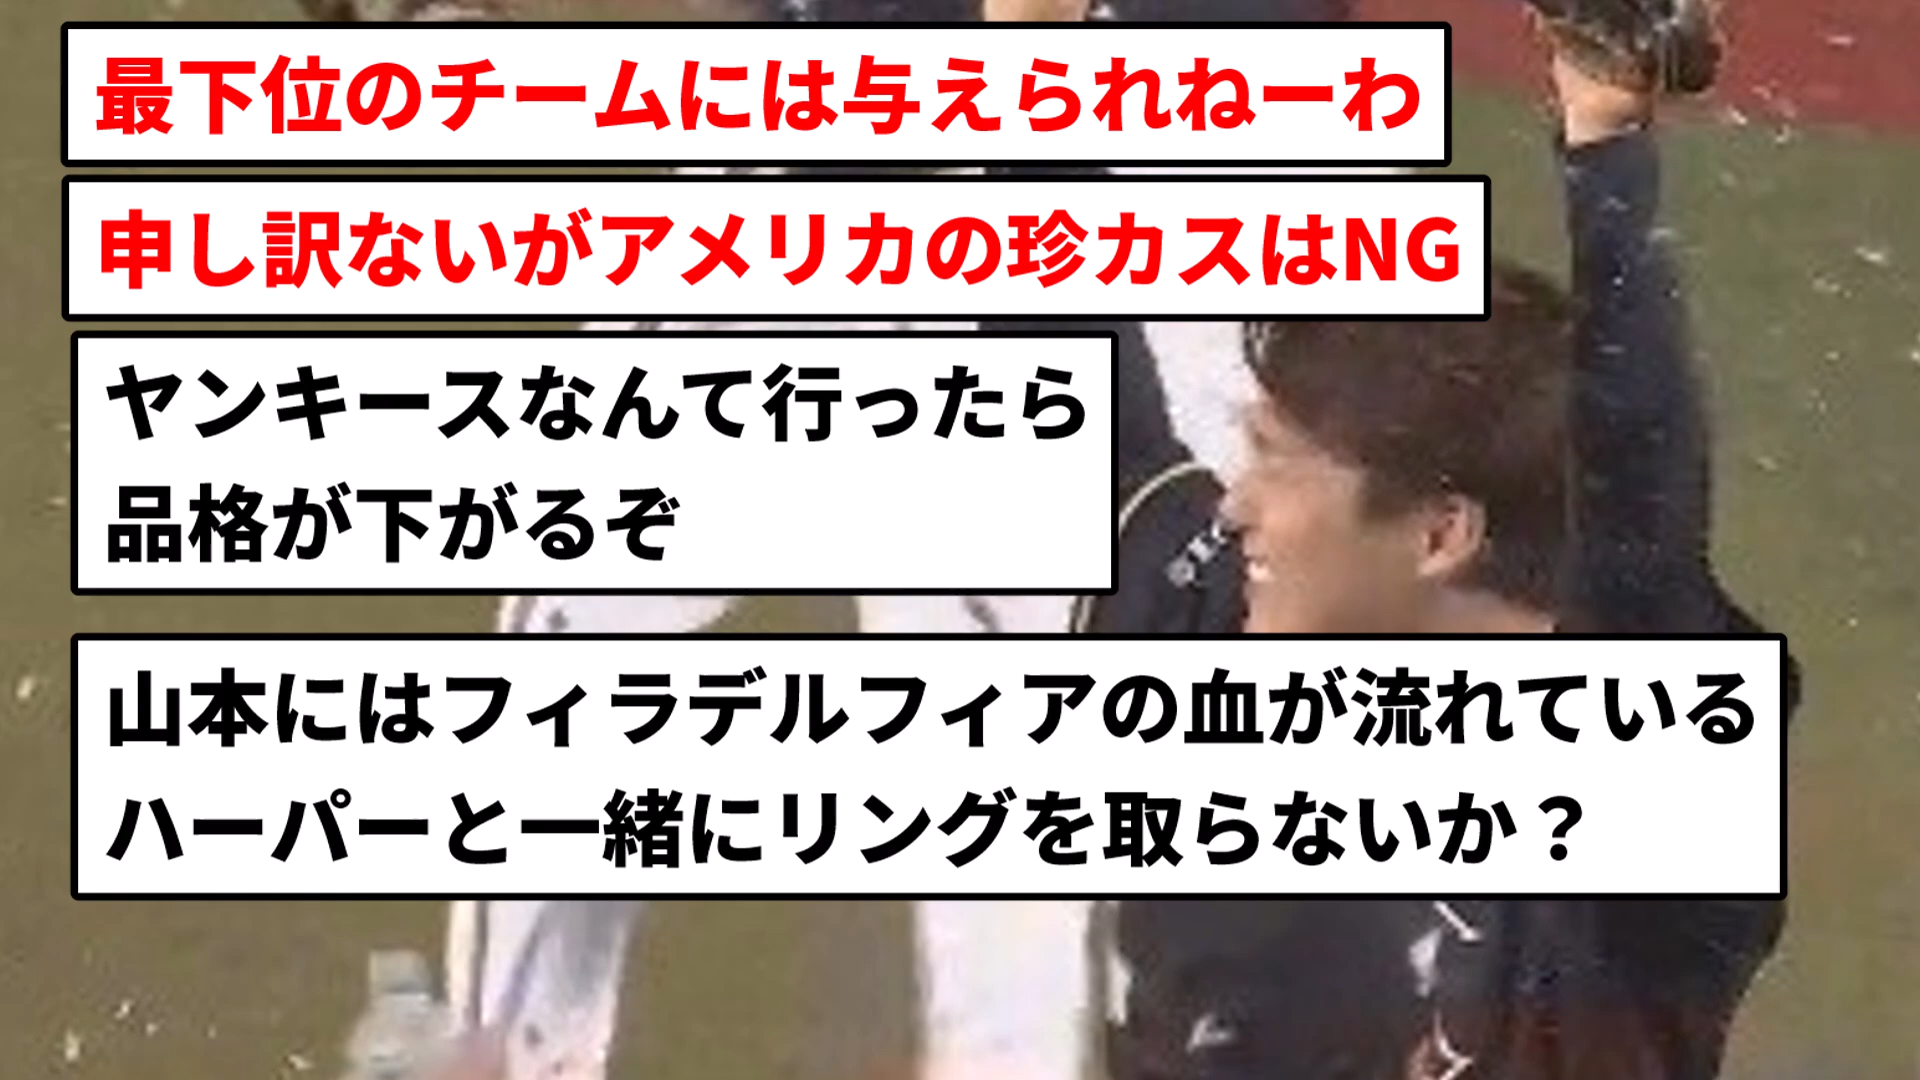 最下位のチームには与えられねーわ
申し訳ないがアメリカの珍カスはNG
ヤンキースなんて行ったら
品格が下がるぞ
山本にはフィラデルフィアの血が流れている
ハーパーと一緒にリングを取らないか？